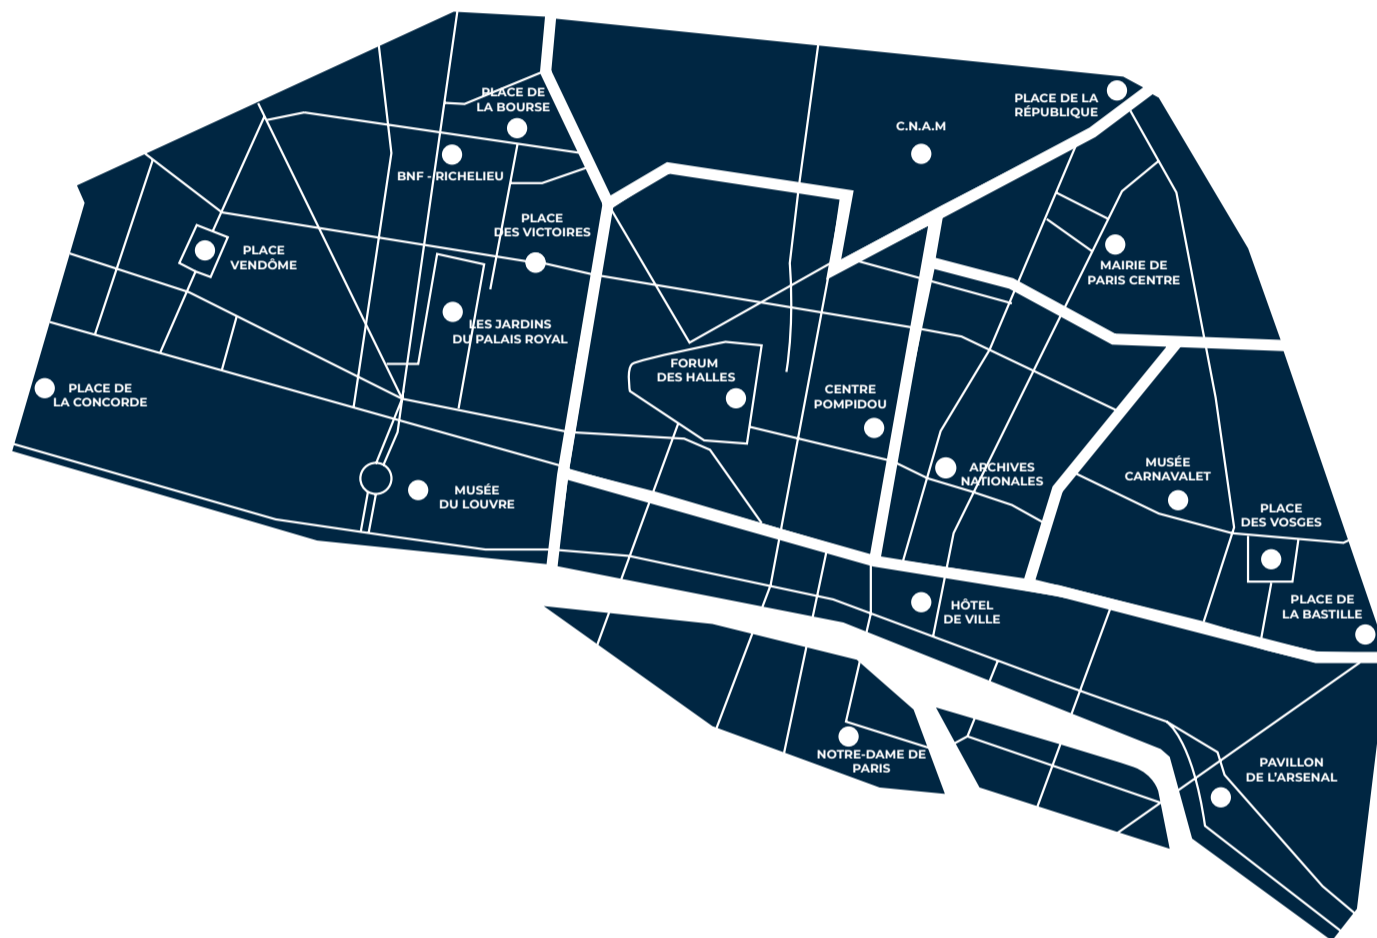 PLACE DE
LA BOURSE
PLACE DE LA
RÉPUBLIQUE
C.N.A.M
BNF - RICHELIEU
PLACE
DES VICTOIRES
PLACE
VENDÔME
MAIRIE DE
PARIS CENTRE
LES JARDINS
DU PALAIS ROYAL
FORUM
DES HALLES
PLACE DE
LA CONCORDE
CENTRE
POMPIDOU
ARCHIVES
NATIONALES
MUSÉE
CARNAVALET
MUSÉE
DU LOUVRE
PLACE
DES VOSGES
HÔTEL
DE VILLE
PLACE DE
LA BASTILLE
NOTRE-DAME DE
PARIS
PAVILLON
DE L'ARSENAL